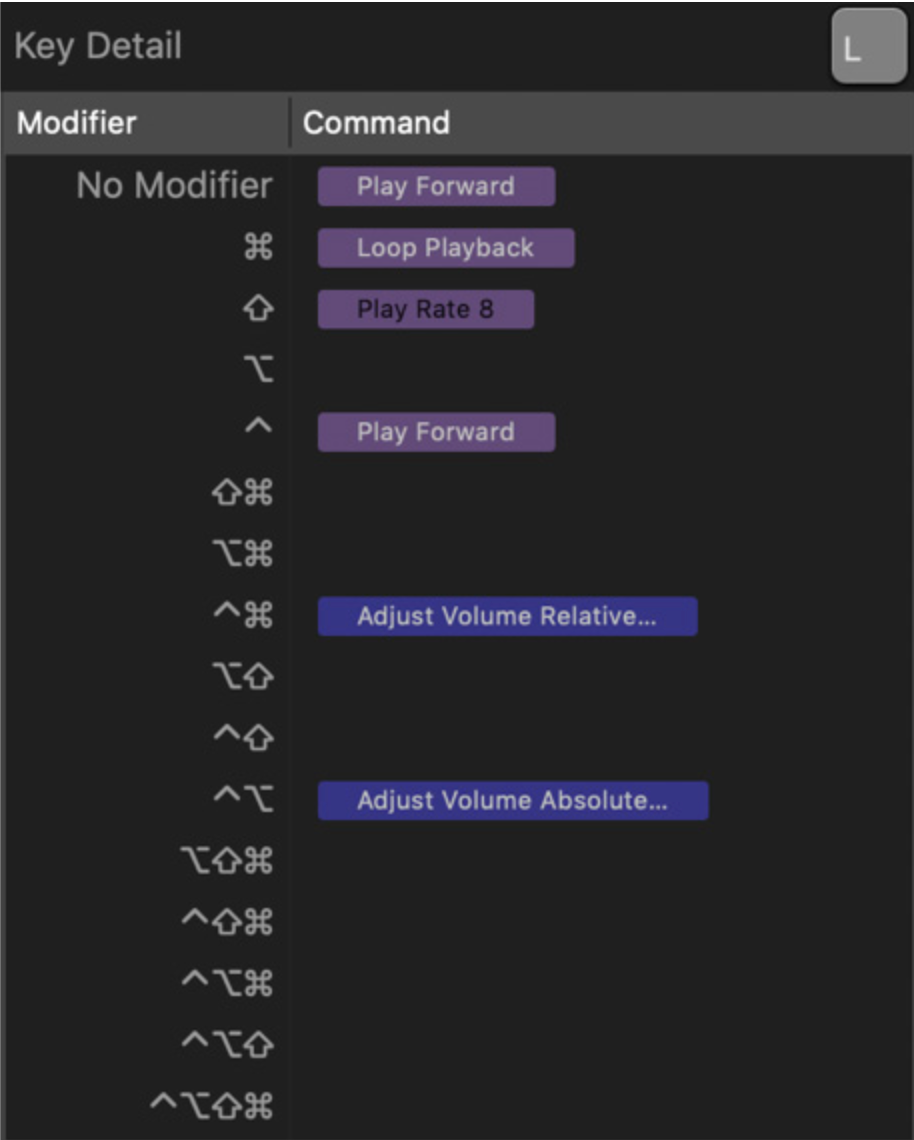 Key Detail L
Modifier Command
No Modifier Play Forward
⌘ Loop Playback
⇧ Play Rate 8
⌥
^ Play Forward
⇧⌘
⌥⌘
^⌘ Adjust Volume Relative...
⌥⇧
^⇧
^⌥ Adjust Volume Absolute...
⌥⇧⌘
^⇧⌘
^⌥⌘
^⌥⇧
^⌥⇧⌘